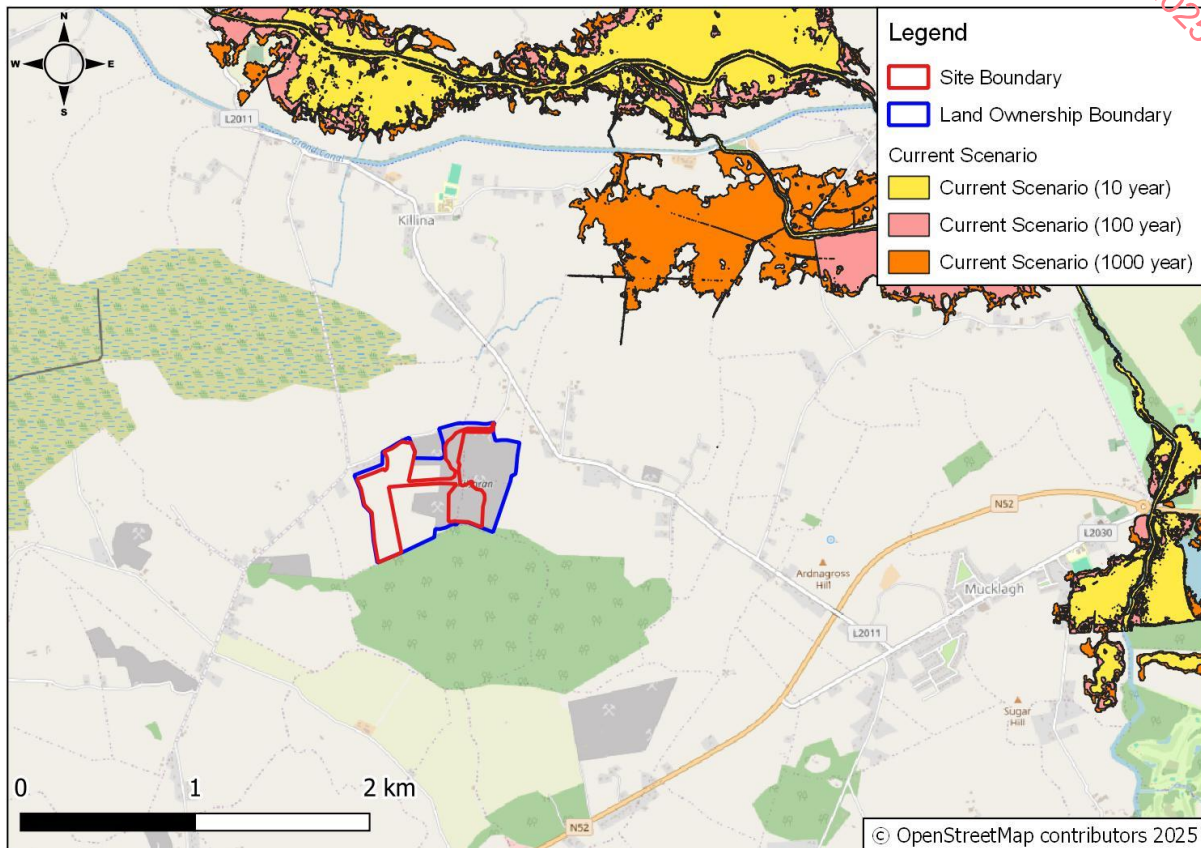 2025
N
W E
S
Legend
Site Boundary
Land Ownership Boundary
Current Scenario
Current Scenario (10 year)
Current Scenario (100 year)
Current Scenario (1000 year)
L2011
Grand Canal
Killina
N52
L2030
Ardnagross
Hill
Mucklagh
L2011
Sugar
Hill
N52
0 1 2 km
© OpenStreetMap contributors 2025